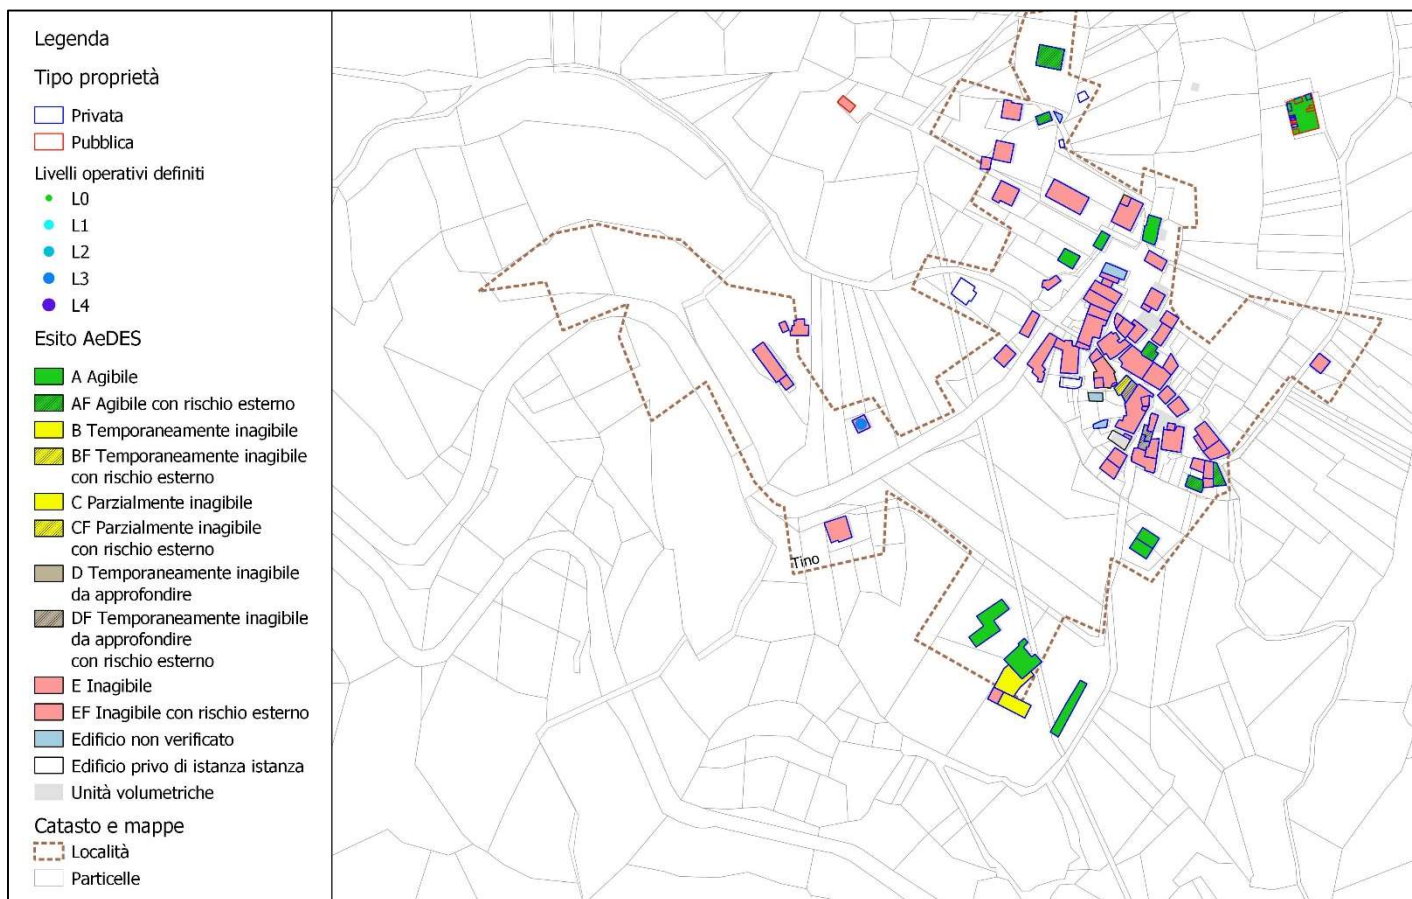 Legenda
Tipo proprietà
Privata
Pubblica
Livelli operativi definiti
L0
L1
L2
L3
L4
Esito AeDES
A Agibile
AF Agibile con rischio esterno
B Temporaneamente inagibile
BF Temporaneamente inagibile
con rischio esterno
C Parzialmente inagibile
CF Parzialmente inagibile
con rischio esterno
D Temporaneamente inagibile
da approfondire
DF Temporaneamente inagibile
da approfondire
con rischio esterno
E Inagibile
EF Inagibile con rischio esterno
Edificio non verificato
Edificio privo di istanza istanza
Unità volumetriche
Catasto e mappe
Località
Particelle
Tino